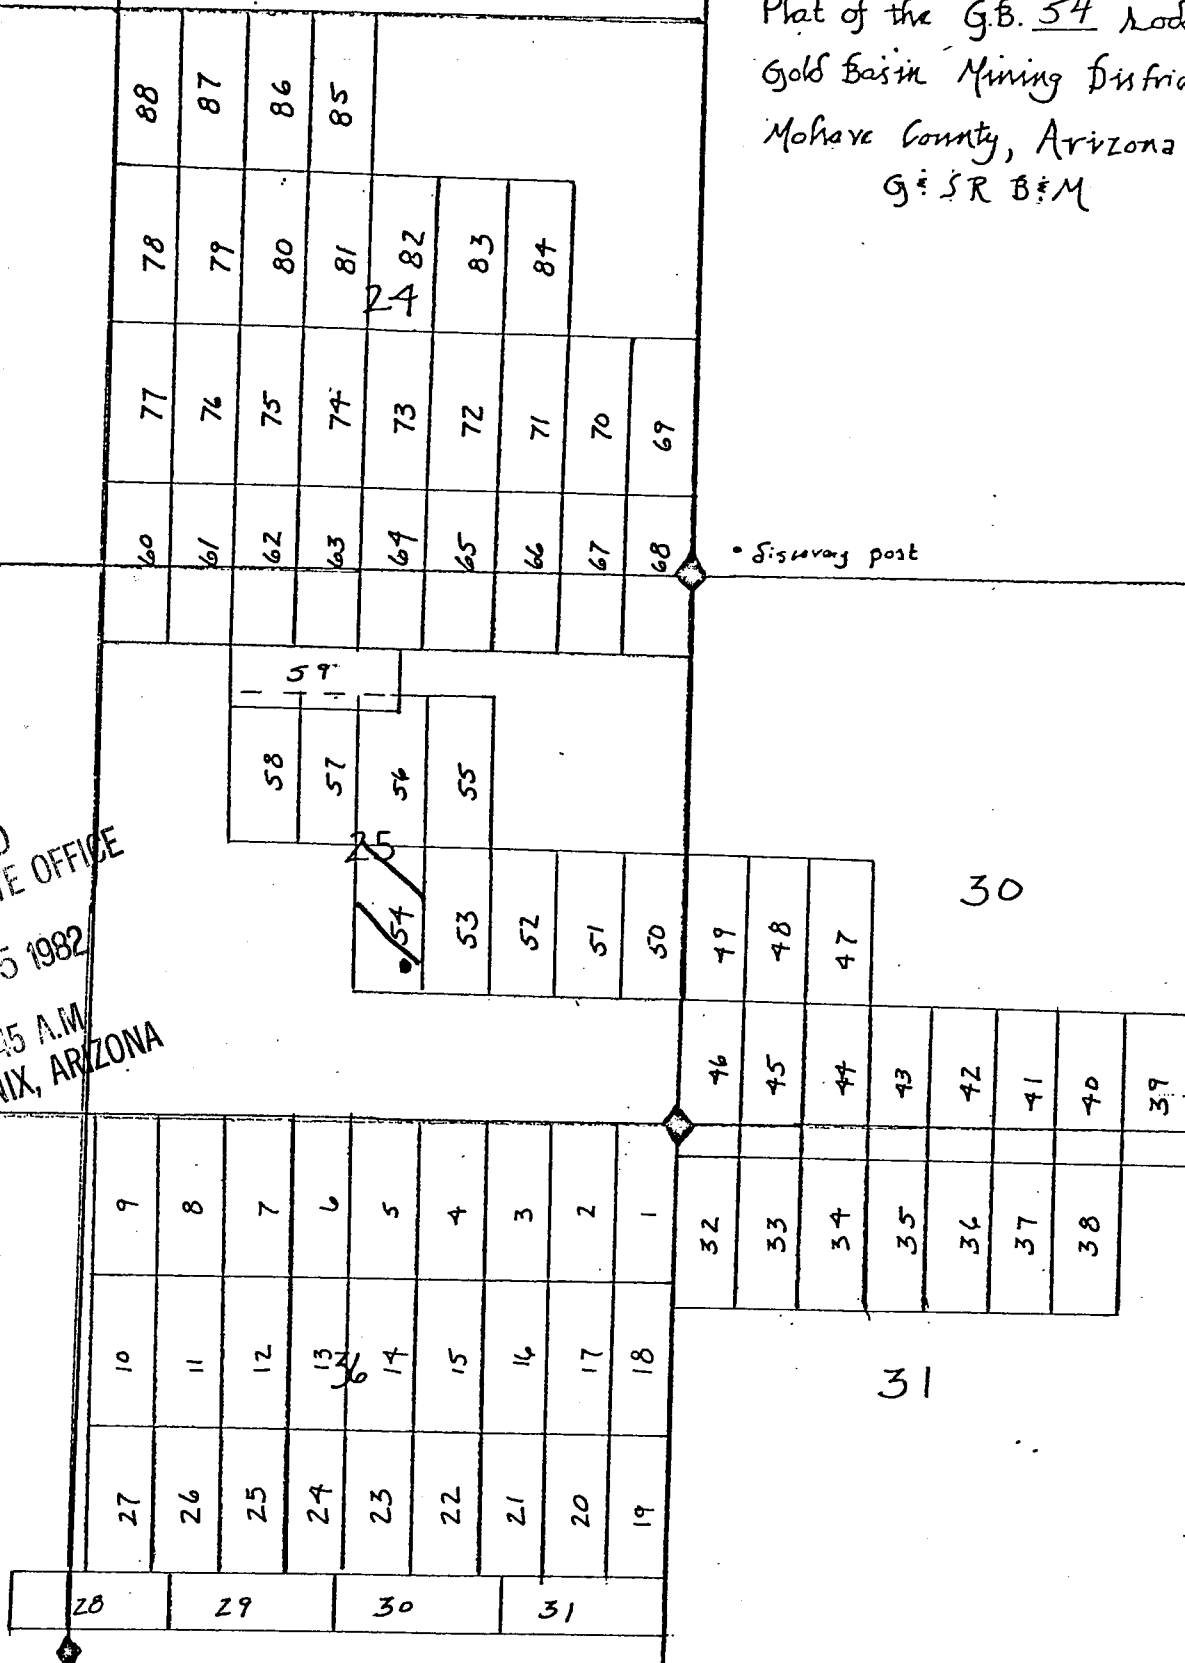 Plat of the G.B. 54
Gold Basin Mining
Mohave County, Arizona
G & S R B & M
88 87 86 85
78 79 80 81 82 83 84
24
77 76 75 74 73 72 71 70 69
60 61 62 63 64 65 66 67 68
• discovery post
59
58 57 56 55
25
54 53 52 51 50 49 48 47
30
OFFICE
5 1982
A.M.
ARIZONA
46 45 44 43 42 41 40 39
9 8 7 6 5 4 3 2 1
32 33 34 35 36 37 38
10 11 12 13 14 15 16 17 18
36
31
27 26 25 24 23 22 21 20 19
28 29 30 31